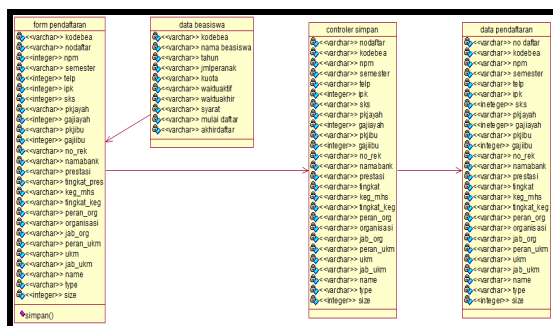 form pendaftaran
<<varchar>> kodebea
<<varchar>> nodaftar
<<integer>> npm
<<varchar>> semester
<<integer>> telp
<<integer>> ipk
<<integer>> sks
<<varchar>> pkjayah
<<integer>> gajiayah
<<varchar>> pkjibu
<<integer>> gajiibu
<<varchar>> no_rek
<<varchar>> namabank
<<varchar>> prestasi
<<varchar>> tingkat_pres
<<varchar>> keg_mhs
<<varchar>> tingkat_keg
<<varchar>> peran_org
<<varchar>> organisasi
<<varchar>> jab_org
<<varchar>> peran_ukm
<<varchar>> ukm
<<varchar>> jab_ukm
<<varchar>> name
<<varchar>> type
<<integer>> size
simpan()
data beasiswa
<<varchar>> kodebea
<<varchar>> nama beasiswa
<<varchar>> tahun
<<varchar>> jmlperanak
<<varchar>> kuota
<<varchar>> waktuaktif
<<varchar>> waktuakhir
<<varchar>> syarat
<<varchar>> mulai daftar
<<varchar>> akhirdaftar
controler simpan
<<varchar>> nodaftar
<<varchar>> kodebea
<<varchar>> npm
<<varchar>> semester
<<varchar>> telp
<<integer>> ipk
<<varchar>> sks
<<varchar>> pkjayah
<<integer>> gajiayah
<<varchar>> pkjibu
<<integer>> gajiibu
<<varchar>> no_rek
<<varchar>> namabank
<<varchar>> prestasi
<<varchar>> tingkat
<<varchar>> keg_mhs
<<varchar>> tingkat_keg
<<varchar>> peran_org
<<varchar>> organisasi
<<varchar>> jab_org
<<varchar>> peran_ukm
<<varchar>> ukm
<<varchar>> jab_ukm
<<varchar>> name
<<varchar>> type
<<integer>> size
data pendaftaran
<<varchar>> no daftar
<<varchar>> kodebea
<<varchar>> npm
<<varchar>> semester
<<varchar>> telp
<<integer>> ipk
<<ineteger>> sks
<<varchar>> pkjayah
<<ineteger>> gajiayah
<<varchar>> pkjibu
<<integer>> gajiibu
<<varchar>> no_rek
<<varchar>> namabank
<<varchar>> prestasi
<<varchar>> tingkat
<<varchar>> keg_mhs
<<varchar>> tingkat_keg
<<varchar>> peran_org
<<varchar>> organisasi
<<varchar>> jab_org
<<varchar>> peran_ukm
<<varchar>> ukm
<<varchar>> jab_ukm
<<varchar>> name
<<varchar>> type
<<integer>> size